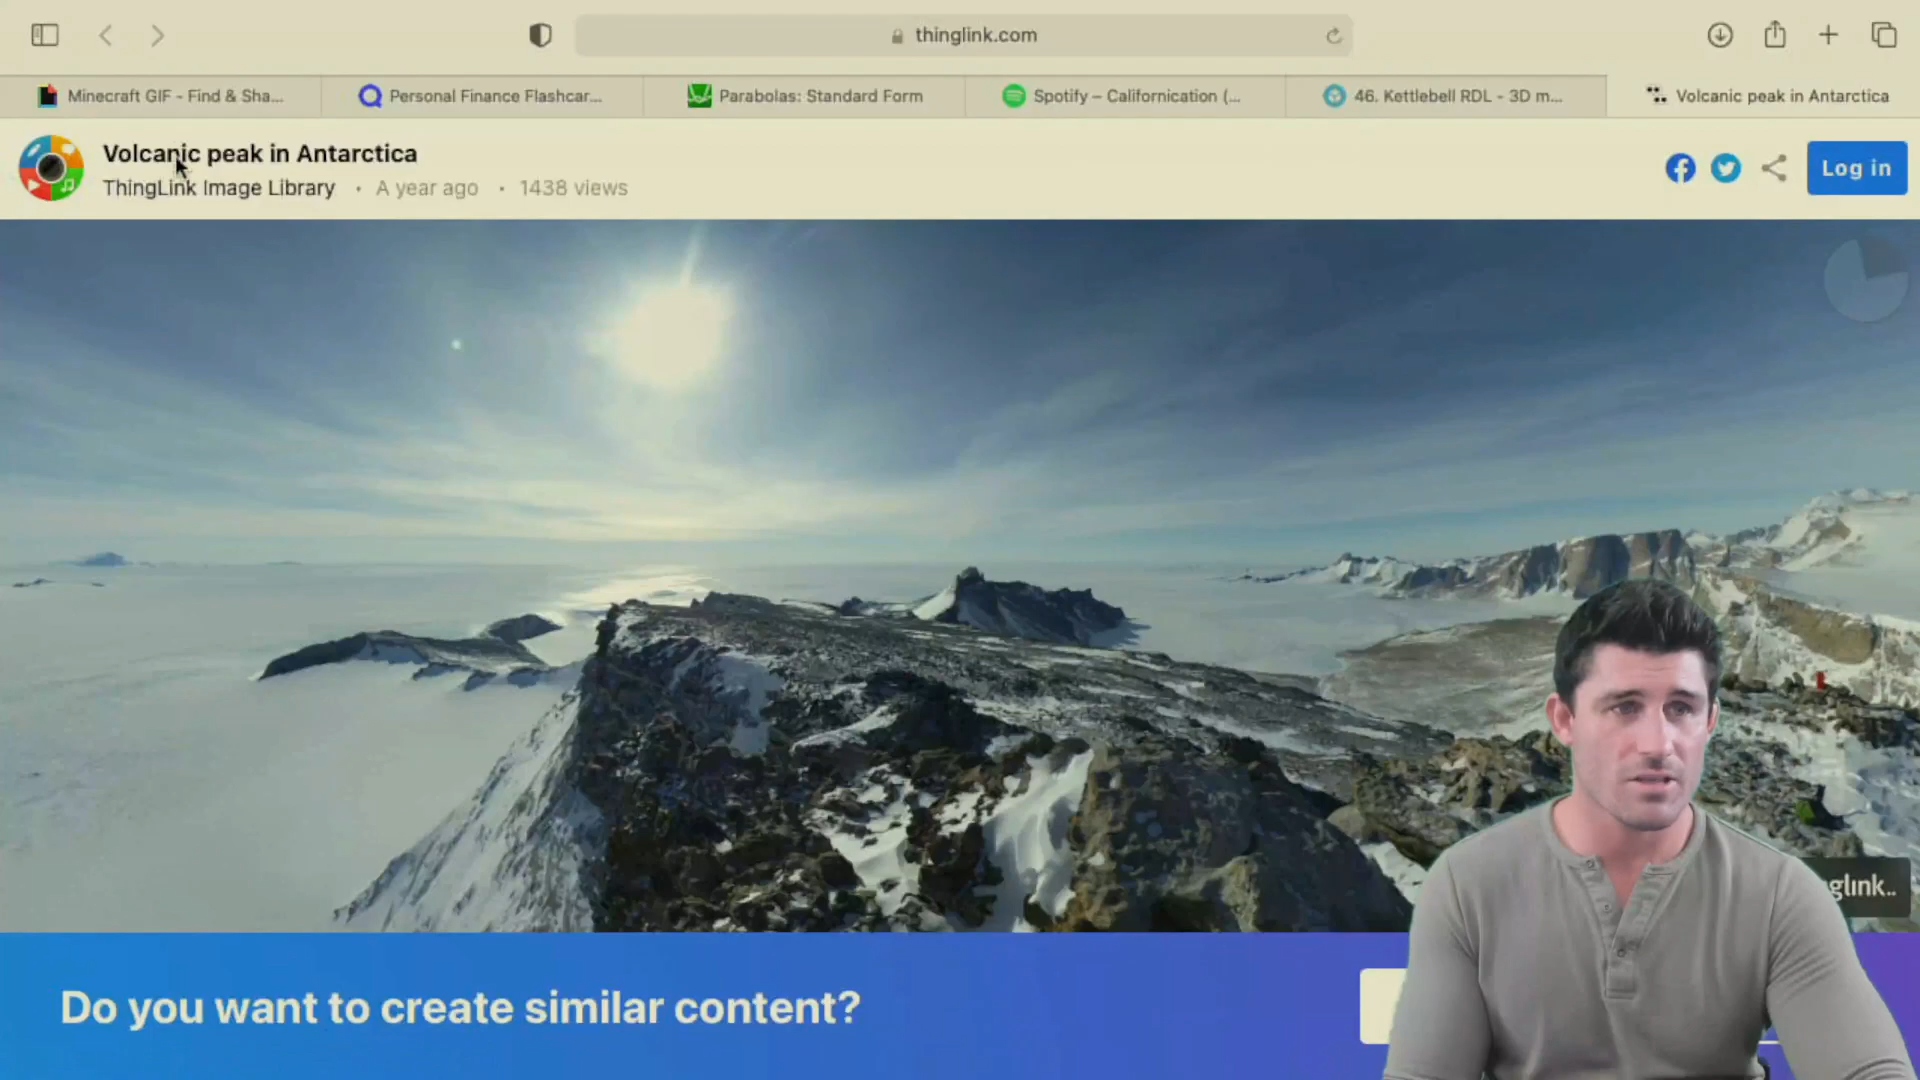 thinglink.com
Minecraft GIF - Find & Sha...
Personal Finance Flashcar...
Parabolas: Standard Form
Spotify – Californication (...
46. Kettlebell RDL - 3D m...
Volcanic peak in Antarctica
Volcanic peak in Antarctica
ThingLink Image Library • A year ago • 1438 views
Log in
glink..
Do you want to create similar content?